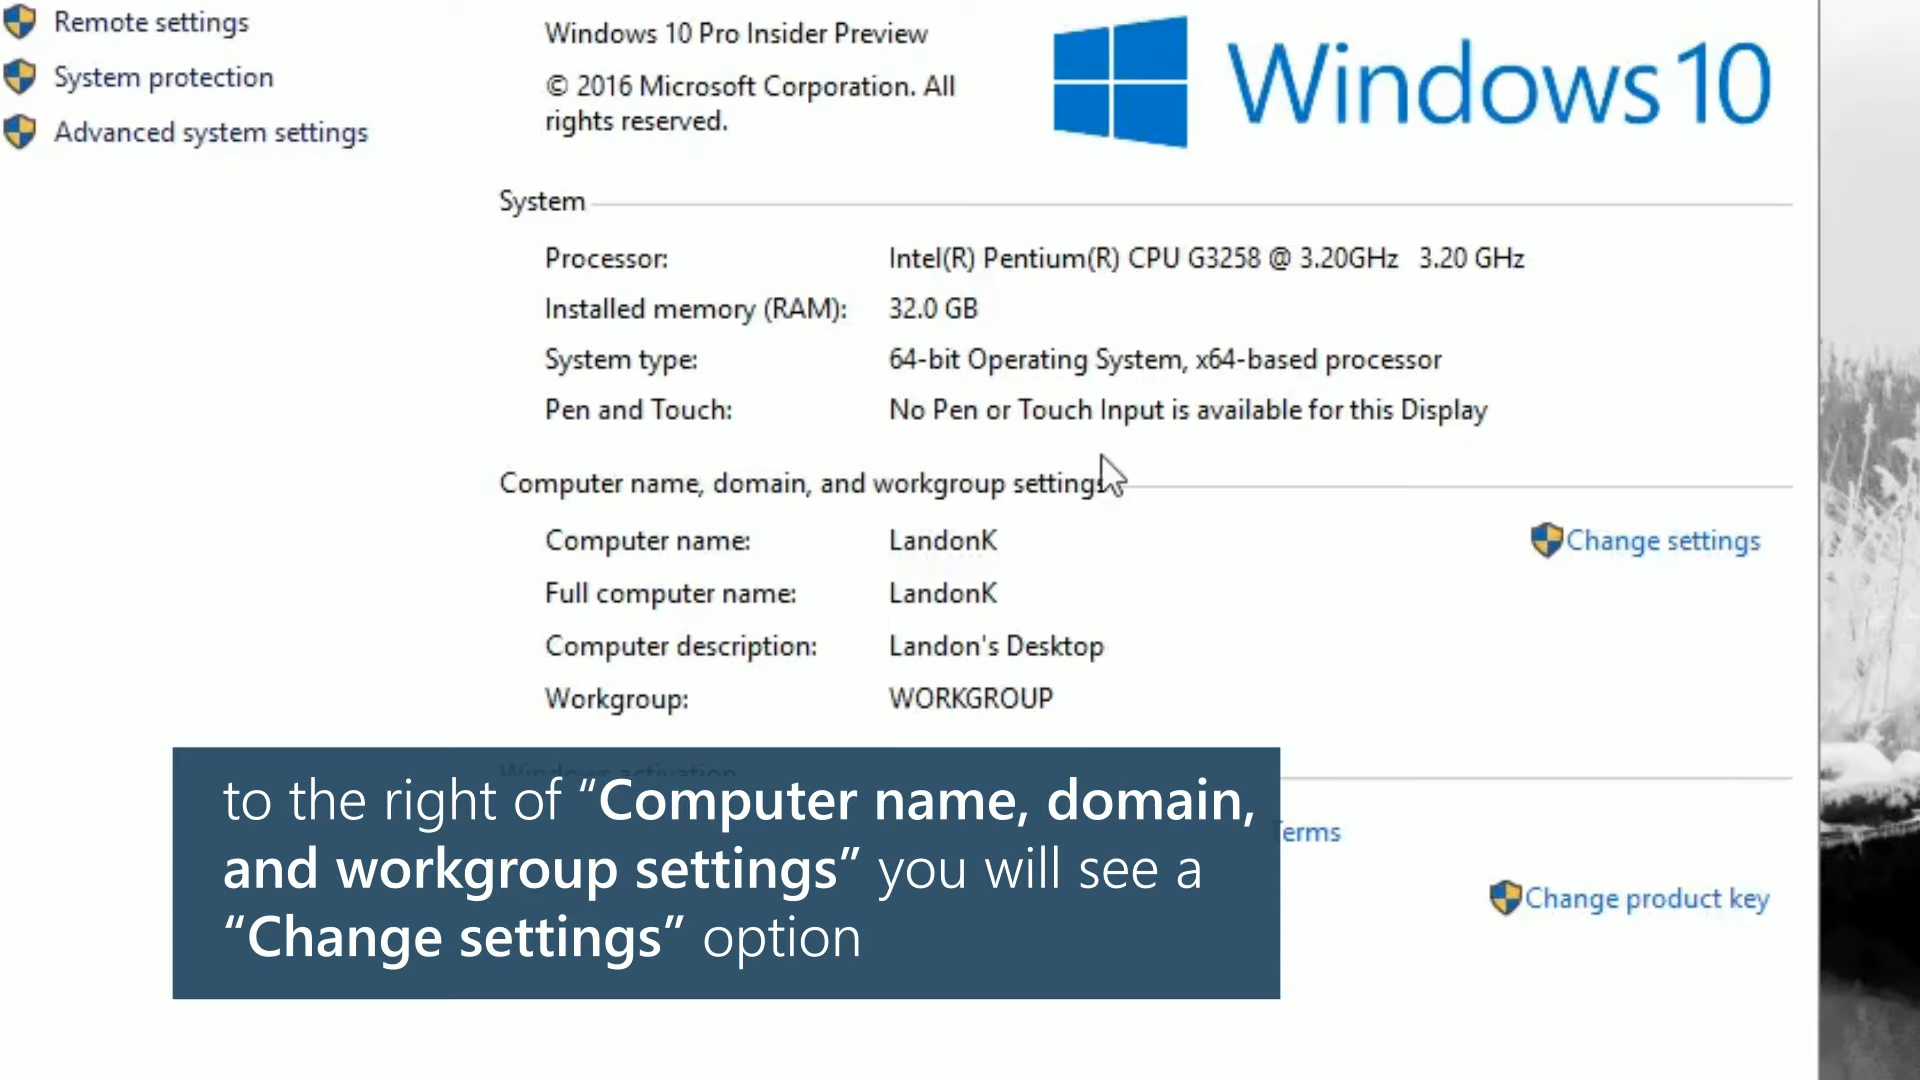 Remote settings
System protection
Advanced system settings
Windows 10 Pro Insider Preview
© 2016 Microsoft Corporation. All
rights reserved.
Windows 10
System
Processor: Intel(R) Pentium(R) CPU G3258 @ 3.20GHz 3.20 GHz
Installed memory (RAM): 32.0 GB
System type: 64-bit Operating System, x64-based processor
Pen and Touch: No Pen or Touch Input is available for this Display
Computer name, domain, and workgroup settings
Computer name: LandonK
Change settings
Full computer name: LandonK
Computer description: Landon's Desktop
Workgroup: WORKGROUP
Windows activation
to the right of “Computer name, domain,
and workgroup settings” you will see a
“Change settings” option
Terms
Change product key